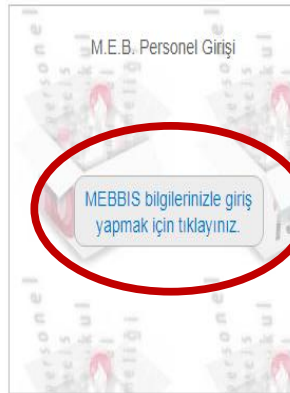 M.E.B. Personel Girişi
MEBBIS bilgilerinizle giriş
yapmak için tıklayınız.